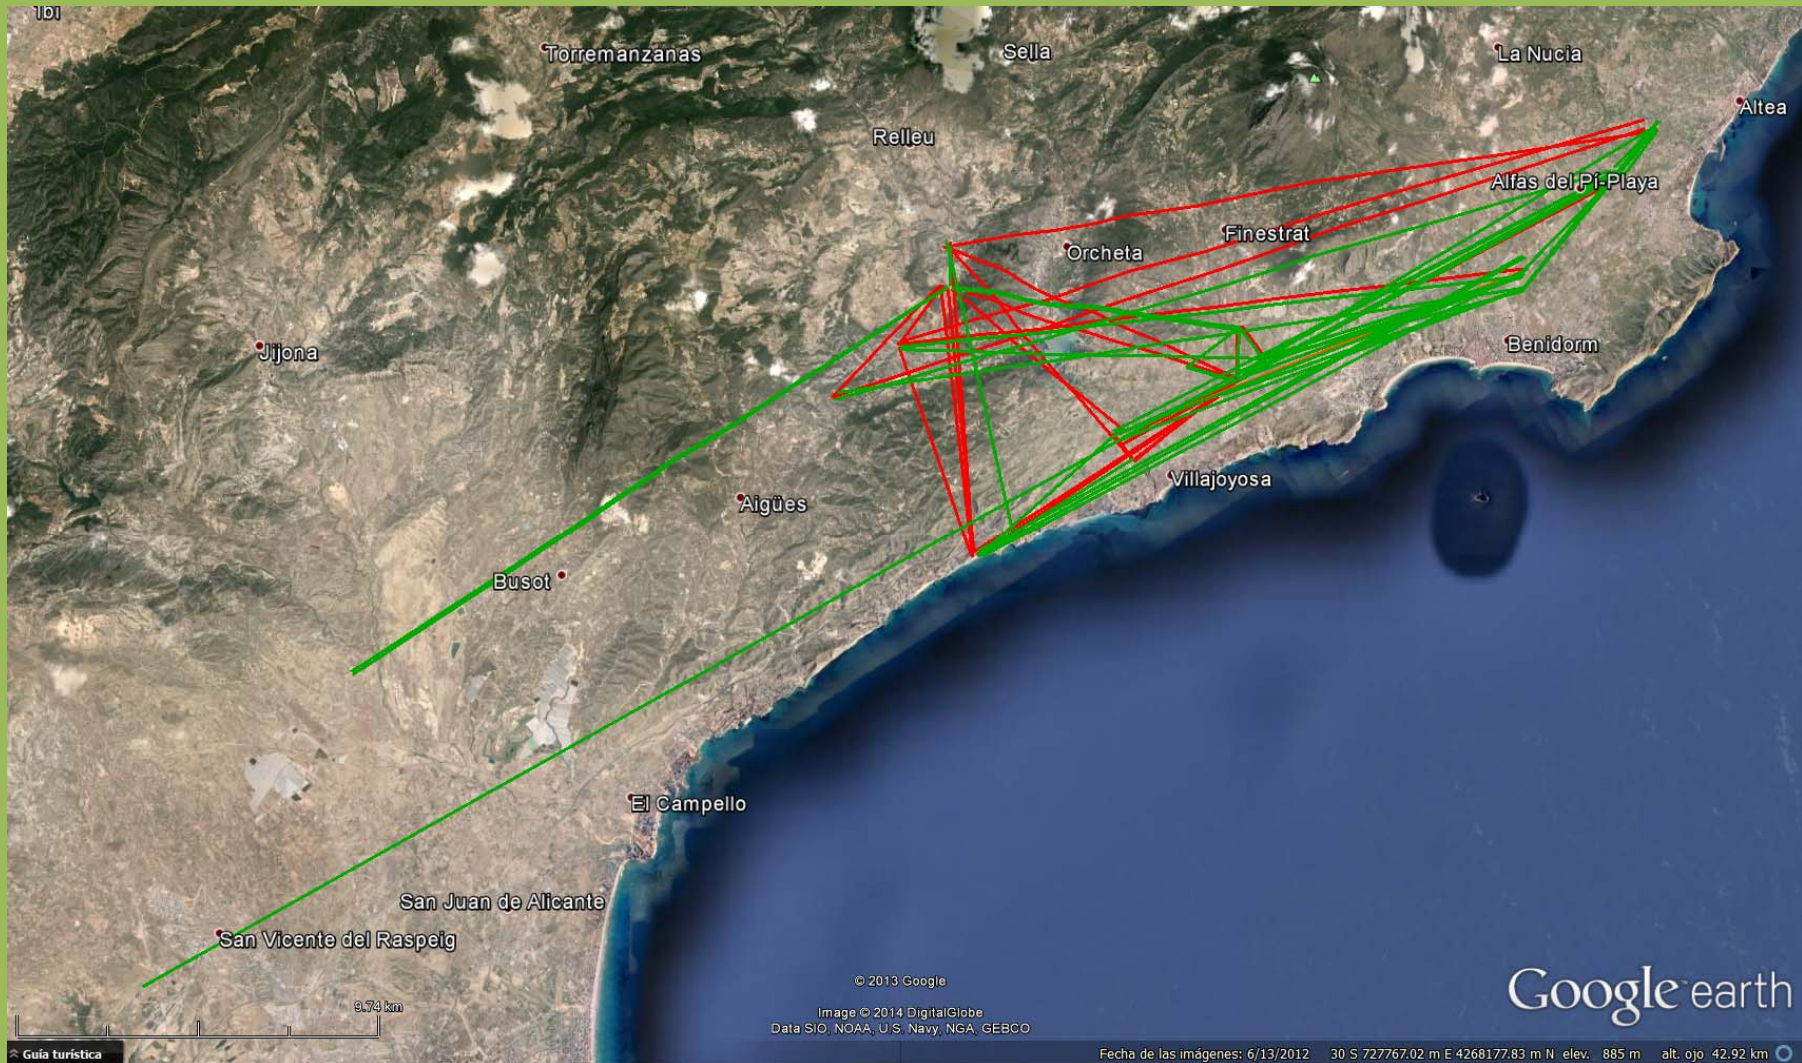 Ibi
Torremanzanas
Sella
La Nucia
Altea
Relleu
Alfas del Pi-Playa
Finestrat
Orcheta
Jijona
Benidorm
Villajoyosa
Aigües
Busot
El Campello
San Juan de Alicante
San Vicente del Raspeig
© 2013 Google
Google earth
9.74 km
Image © 2014 DigitalGlobe
Data SIO, NOAA, U.S. Navy, NGA, GEBCO
Guía turística
Fecha de las imágenes: 6/13/2012 30 S 727767.02 m E 4268177.83 m N elev. 885 m alt. ojo 42.92 km